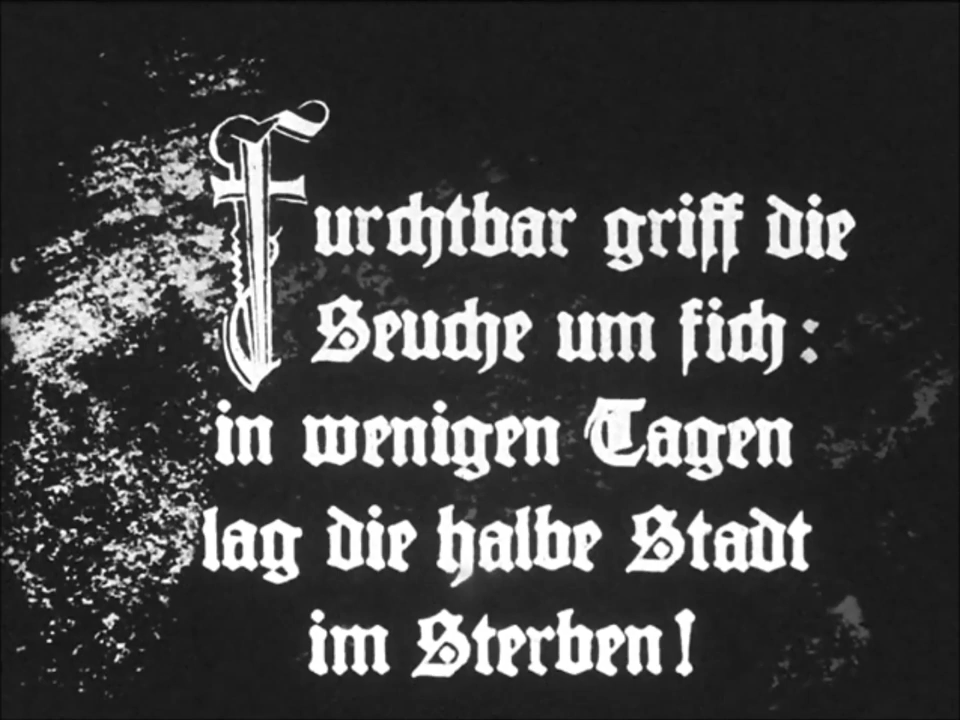 Furchtbar griff die
Seuche um sich:
in wenigen Tagen
lag die halbe Stadt
im Sterben!